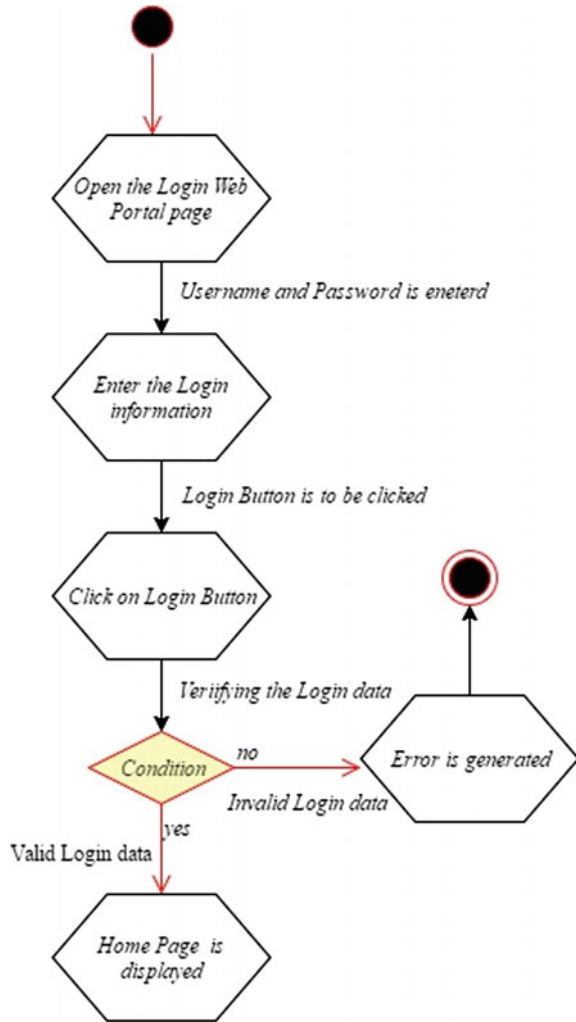 Open the Login Web
Portal page
Username and Password is eneterd
Enter the Login
information
Login Button is to be clicked
Click on Login Button
Veriifying the Login data
Condition
no
Invalid Login data
Error is generated
yes
Valid Login data
Home Page is
displayed